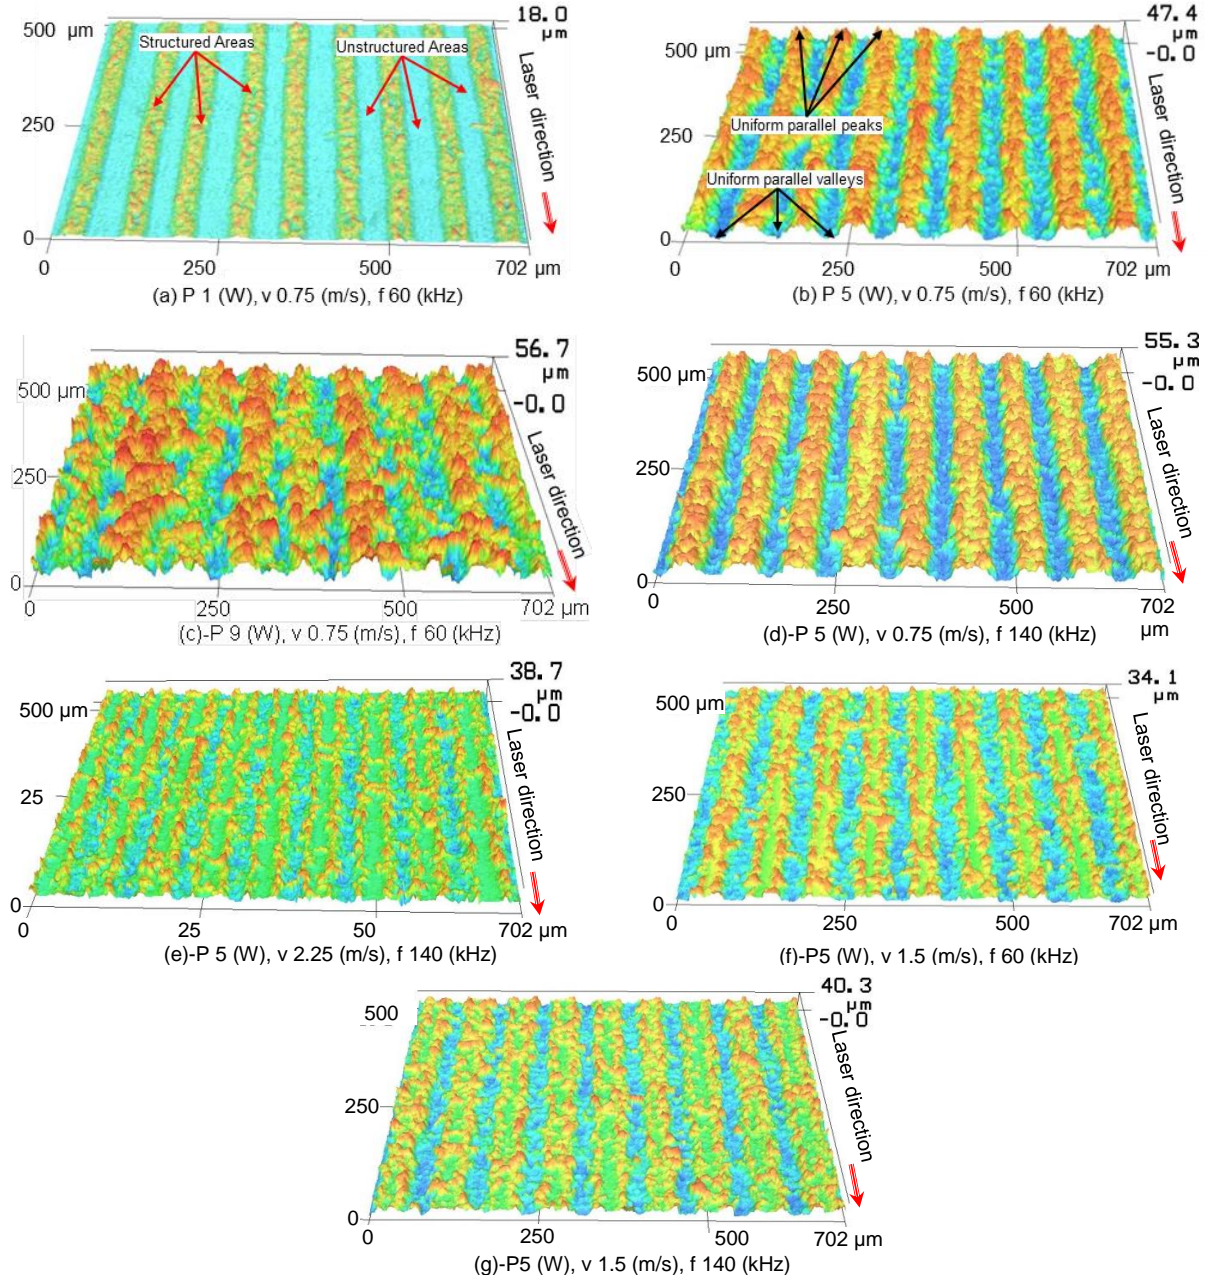 500 μm
18.0
μm
Structured Areas
Unstructured Areas
250
Laser direction
0
0
250
500
702 μm
(a) P 1 (W), v 0.75 (m/s), f 60 (kHz)
47.4
μm
-0.0
500 μm
Uniform parallel peaks
250
Uniform parallel valleys
Laser direction
0
0
250
500
702 μm
(b) P 5 (W), v 0.75 (m/s), f 60 (kHz)
56.7
μm
-0.0
500 μm
250
Laser direction
0
0
250
500
702 μm
(c)-P 9 (W), v 0.75 (m/s), f 60 (kHz)
55.3
μm
-0.0
500 μm
250
Laser direction
0
0
250
500
702
μm
(d)-P 5 (W), v 0.75 (m/s), f 140 (kHz)
38.7
μm
-0.0
500 μm
25
Laser direction
0
0
25
50
702 μm
(e)-P 5 (W), v 2.25 (m/s), f 140 (kHz)
34.1
μm
500 μm
250
Laser direction
0
0
250
500
702 μm
(f)-P5 (W), v 1.5 (m/s), f 60 (kHz)
40.3
μm
-0.0
500
250
Laser direction
0
0
250
500
702 μm
(g)-P5 (W), v 1.5 (m/s), f 140 (kHz)